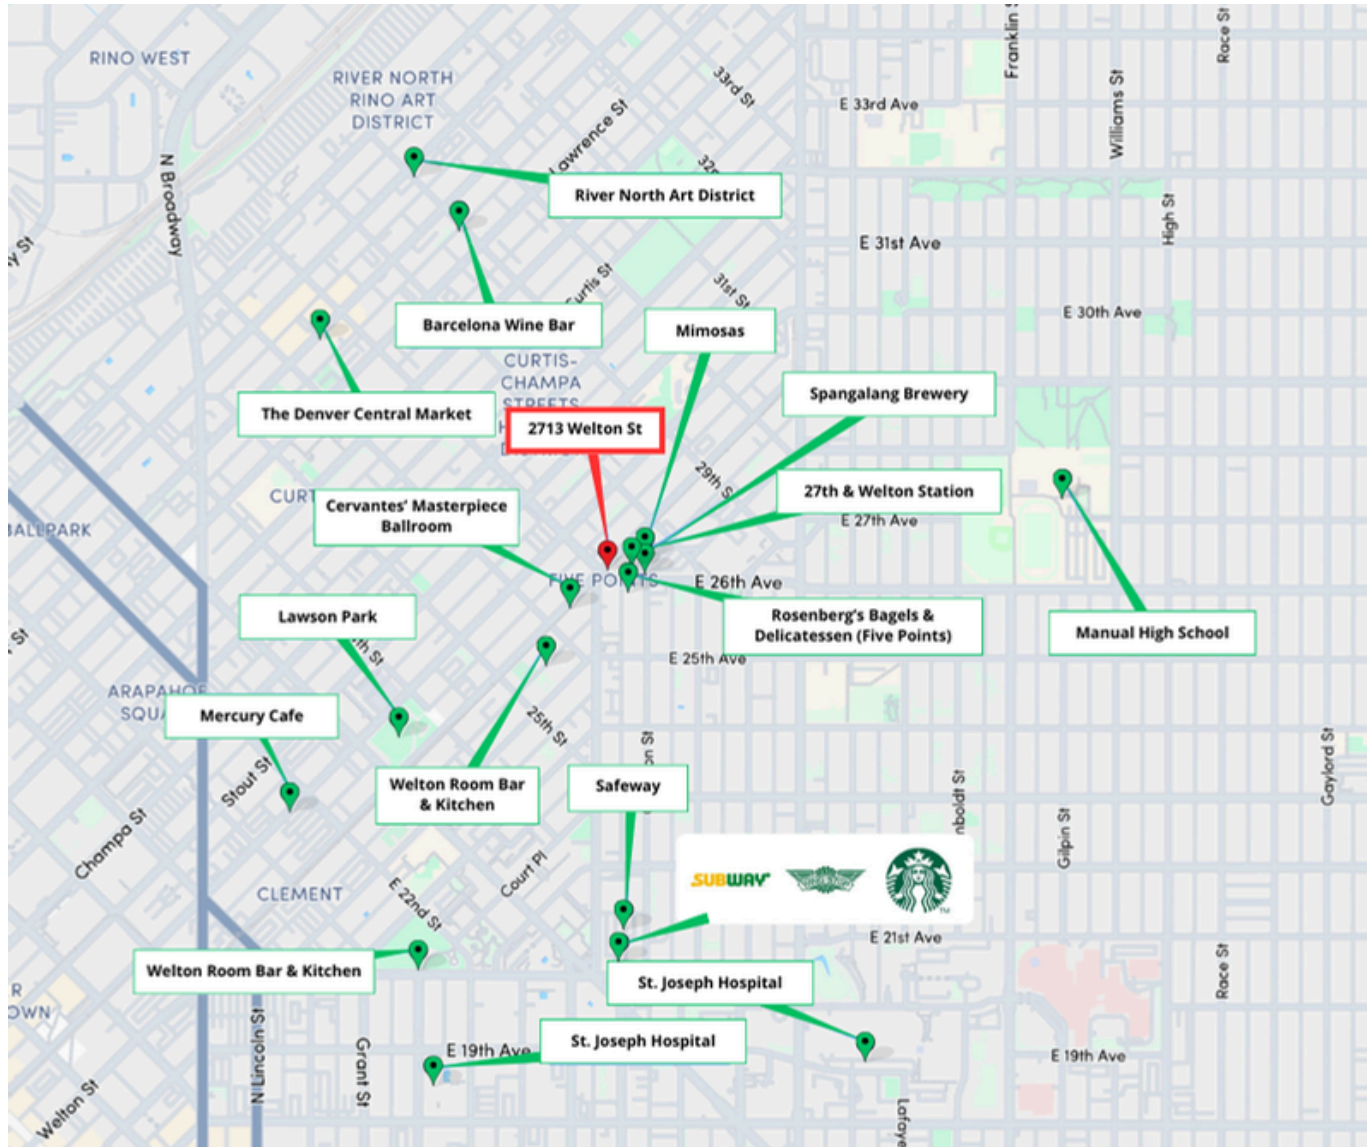 RINO WEST
RIVER NORTH
RINO ART
DISTRICT
33rd St
Franklin
Race St
E 33rd Ave
Williams St
Lawrence St
N Broadway
River North Art District
High St
E 31st Ave
Curtis St
31st St
E 30th Ave
Barcelona Wine Bar
Mimosas
CURTIS-
CHAMPA
STREETS
Spangalang Brewery
The Denver Central Market
2713 Welton St
29th S
27th & Welton Station
Cervantes' Masterpiece
Ballroom
E 27th Ave
BALLPARK
FIVE POINTS
E 26th Ave
Lawson Park
Rosenberg's Bagels &
Delicatessen (Five Points)
Manual High School
E 25th Ave
ARAPAHOE
Mercury Cafe
25th St
Stout St
Welton Room Bar
& Kitchen
Safeway
Gaylord St
Champa St
Gilpin St
Court Pl
SUBWAY
CLEMENT
E 22nd St
E 21st Ave
Welton Room Bar & Kitchen
St. Joseph Hospital
Race St
N Lincoln St
Grant St
E 19th Ave
St. Joseph Hospital
E 19th Ave
Welton St